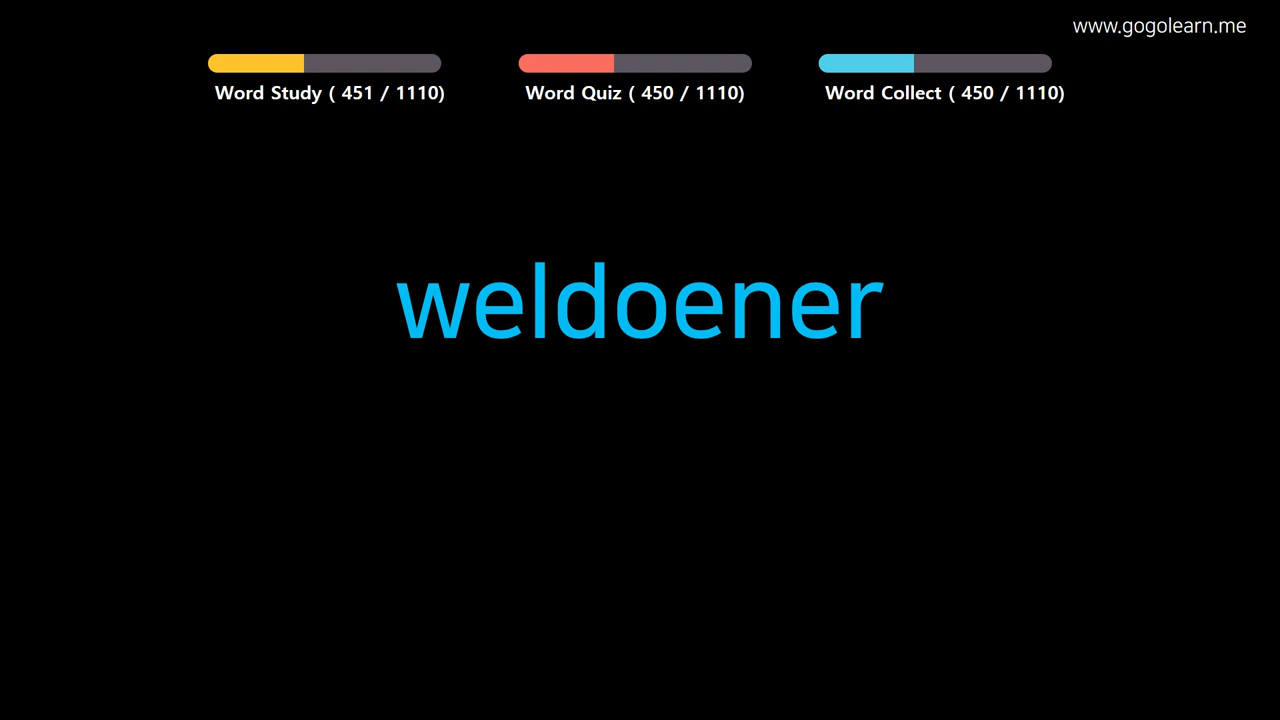 www.gogolearn.me
Word Study ( 451 / 1110)
Word Quiz ( 450 / 1110)
Word Collect ( 450 / 1110)
weldoener